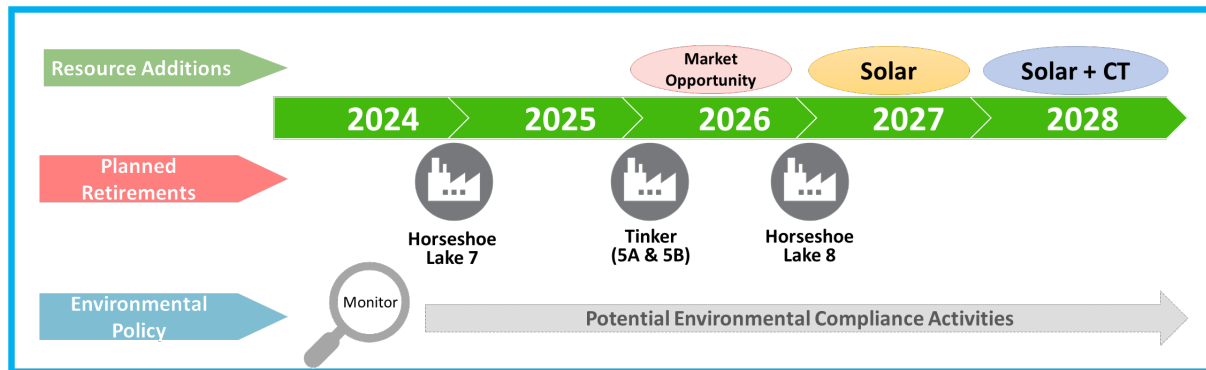 Resource Additions
Market
Opportunity
Solar
Solar + CT
2024 2025 2026 2027 2028
Planned
Retirements
Horseshoe
Lake 7
Tinker
(5A & 5B)
Horseshoe
Lake 8
Environmental
Policy
Monitor
Potential Environmental Compliance Activities